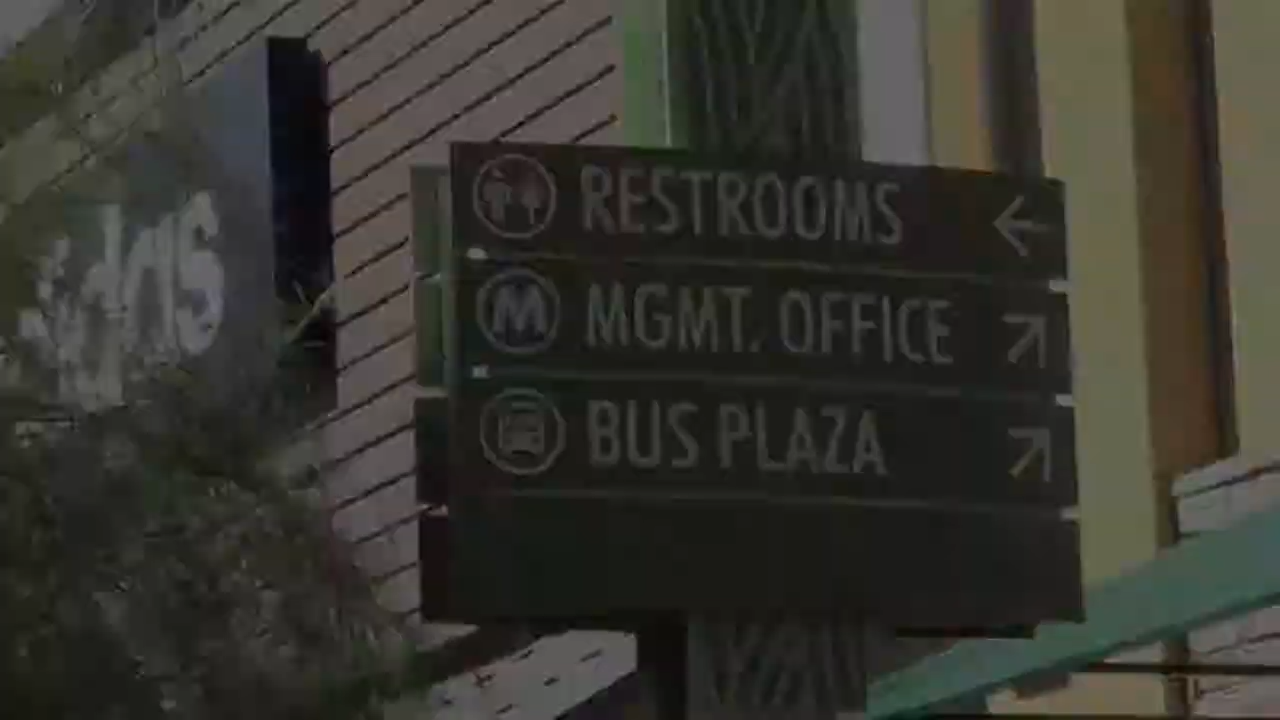 RESTROOMS ←
M MGMT. OFFICE ↗
BUS PLAZA ↗